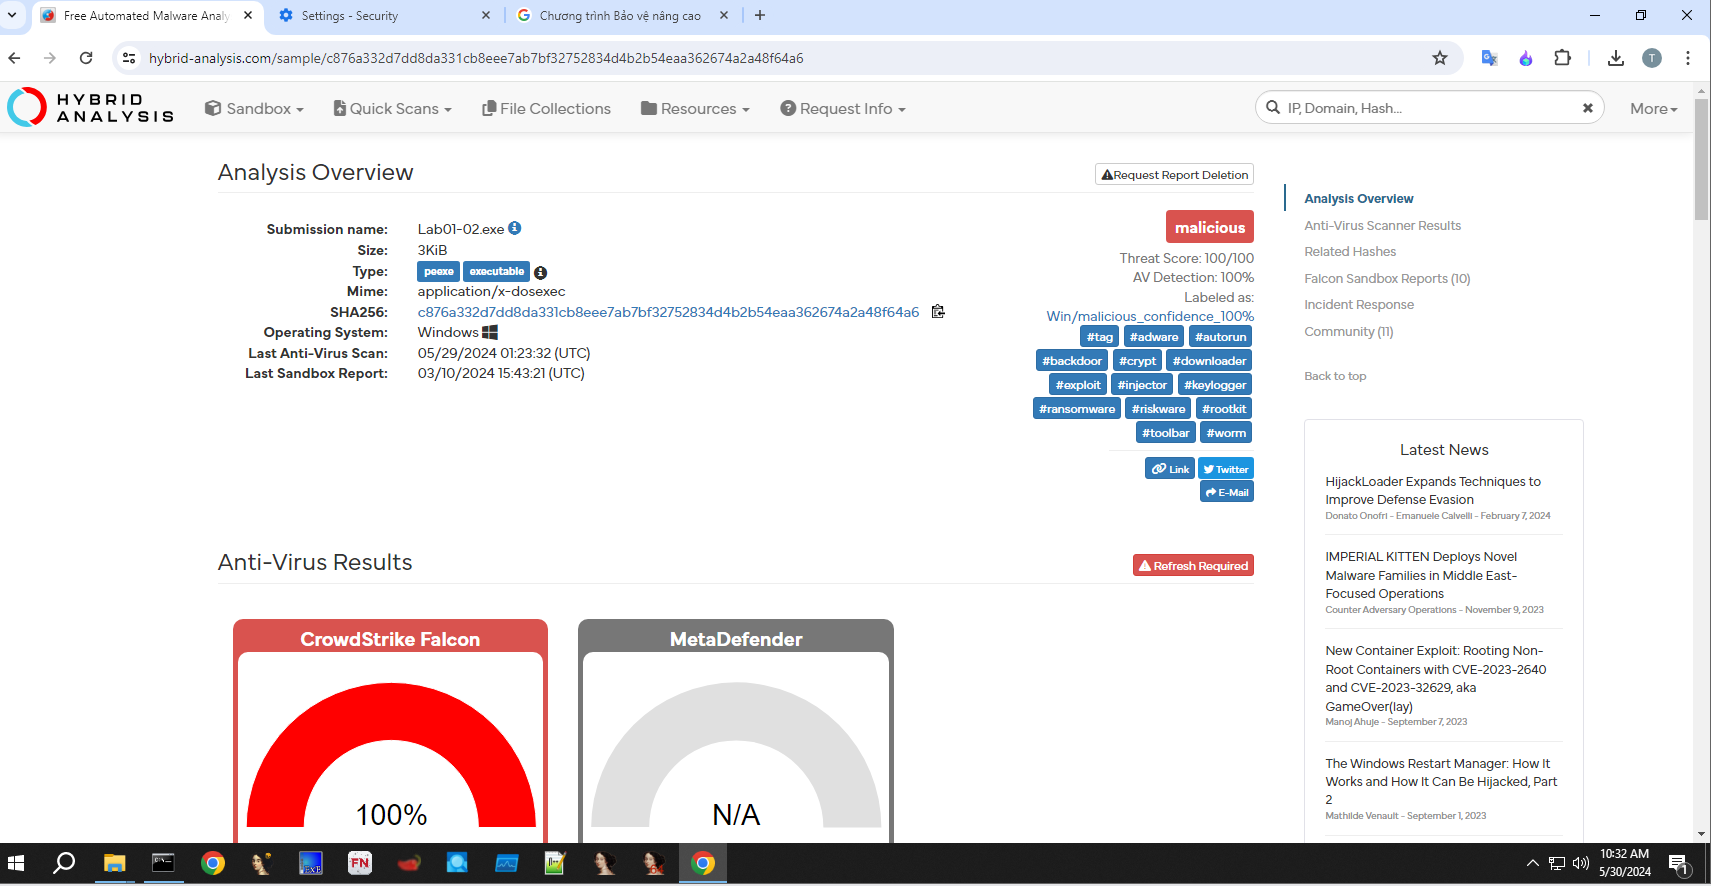 Free Automated Malware Analy
Settings - Security
Chương trình Bảo vệ nâng cao
hybrid-analysis.com/sample/c876a332d7dd8da331cb8eee7ab7bf32752834d4b2b54eaa362674a2a48f64a6
T
HYBRID
ANALYSIS
Sandbox
Quick Scans
File Collections
Resources
Request Info
IP, Domain, Hash...
More
Analysis Overview
Request Report Deletion
Submission name: Lab01-02.exe
Size: 3KiB
Type: peexe executable
Mime: application/x-dosexec
SHA256: c876a332d7dd8da331cb8eee7ab7bf32752834d4b2b54eaa362674a2a48f64a6
Operating System: Windows
Last Anti-Virus Scan: 05/29/2024 01:23:32 (UTC)
Last Sandbox Report: 03/10/2024 15:43:21 (UTC)
malicious
Threat Score: 100/100
AV Detection: 100%
Labeled as:
Win/malicious_confidence_100%
#tag #adware #autorun
#backdoor #crypt #downloader
#exploit #injector #keylogger
#ransomware #riskware #rootkit
#toolbar #worm
Link Twitter
E-Mail
Anti-Virus Results
Refresh Required
CrowdStrike Falcon
100%
MetaDefender
N/A
Analysis Overview
Anti-Virus Scanner Results
Related Hashes
Falcon Sandbox Reports (10)
Incident Response
Community (11)
Back to top
Latest News
HijackLoader Expands Techniques to
Improve Defense Evasion
Donato Onofri - Emanuele Calvelli - February 7, 2024
IMPERIAL KITTEN Deploys Novel
Malware Families in Middle East-
Focused Operations
Counter Adversary Operations - November 9, 2023
New Container Exploit: Rooting Non-
Root Containers with CVE-2023-2640
and CVE-2023-32629, aka
GameOver(lay)
Manoj Ahuje - September 7, 2023
The Windows Restart Manager: How It
Works and How It Can Be Hijacked, Part
2
Mathilde Venault - September 1, 2023
EXE
FN
10:32 AM
5/30/2024
1